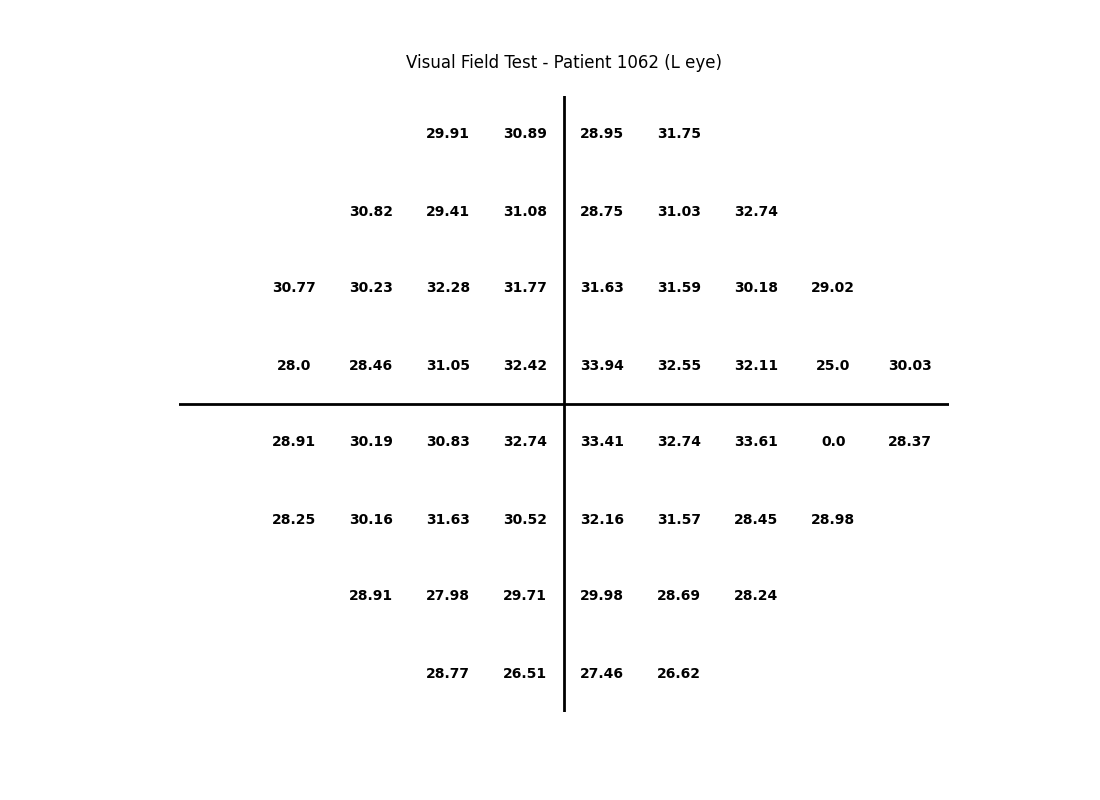 Visual Field Test - Patient 1062 (L eye)
29.91 30.89 28.95 31.75
30.82 29.41 31.08 28.75 31.03 32.74
30.77 30.23 32.28 31.77 31.63 31.59 30.18 29.02
28.0 28.46 31.05 32.42 33.94 32.55 32.11 25.0 30.03
28.91 30.19 30.83 32.74 33.41 32.74 33.61 0.0 28.37
28.25 30.16 31.63 30.52 32.16 31.57 28.45 28.98
28.91 27.98 29.71 29.98 28.69 28.24
28.77 26.51 27.46 26.62